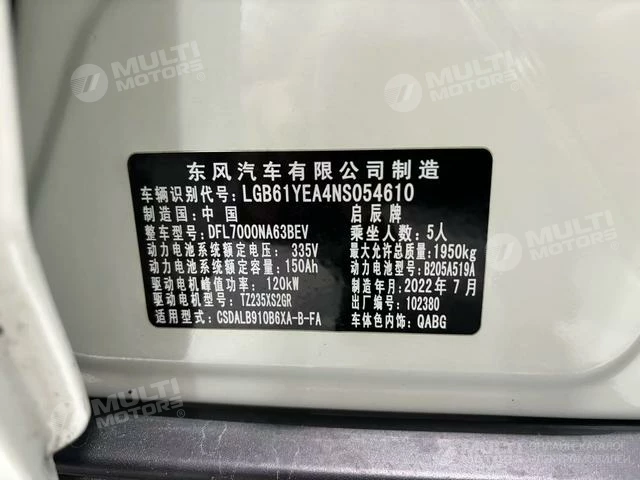 MULTI MOTORS
MULTI MOTORS
东风汽车有限公司制造
车辆识别代号: LGB61YEA4NS054610
制造国: 中 国 启辰牌
整车型号: DFL7000NA63BEV 乘坐人数: 5人
动力电池系统额定电压: 335V 最大允许总质量: 1950kg
动力电池系统额定容量: 150Ah 动力电池型号: B205A519A
驱动电机峰值功率: 120kW 制造年月: 2022年7月
驱动电机型号: TZ235XS2GR 出厂编号: 102380
适用型号: CSDALB910B6XA-B-FA 车体色内饰: QABG
MULTI MOTORS
MULTI MOTORS